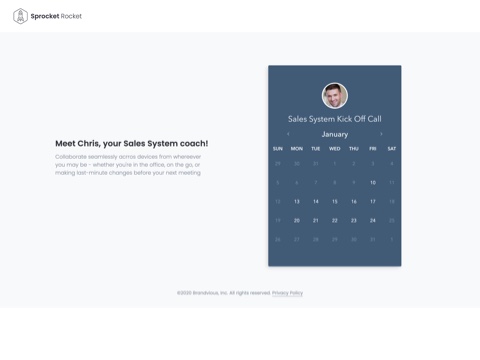 Sprocket Rocket
Sales System Kick Off Call
‹ January ›
SUN MON TUE WED THU FRI SAT
29 30 31 1 2 3 4
5 6 7 8 9 10 11
12 13 14 15 16 17 18
19 20 21 22 23 24 25
26 27 28 29 30 31 1
Meet Chris, your Sales System coach!
Collaborate seamlessly across devices from wherever
you may be - whether you're in the office, on the go, or
making last-minute changes before your next meeting
©2020 Brandvious, Inc. All rights reserved. Privacy Policy